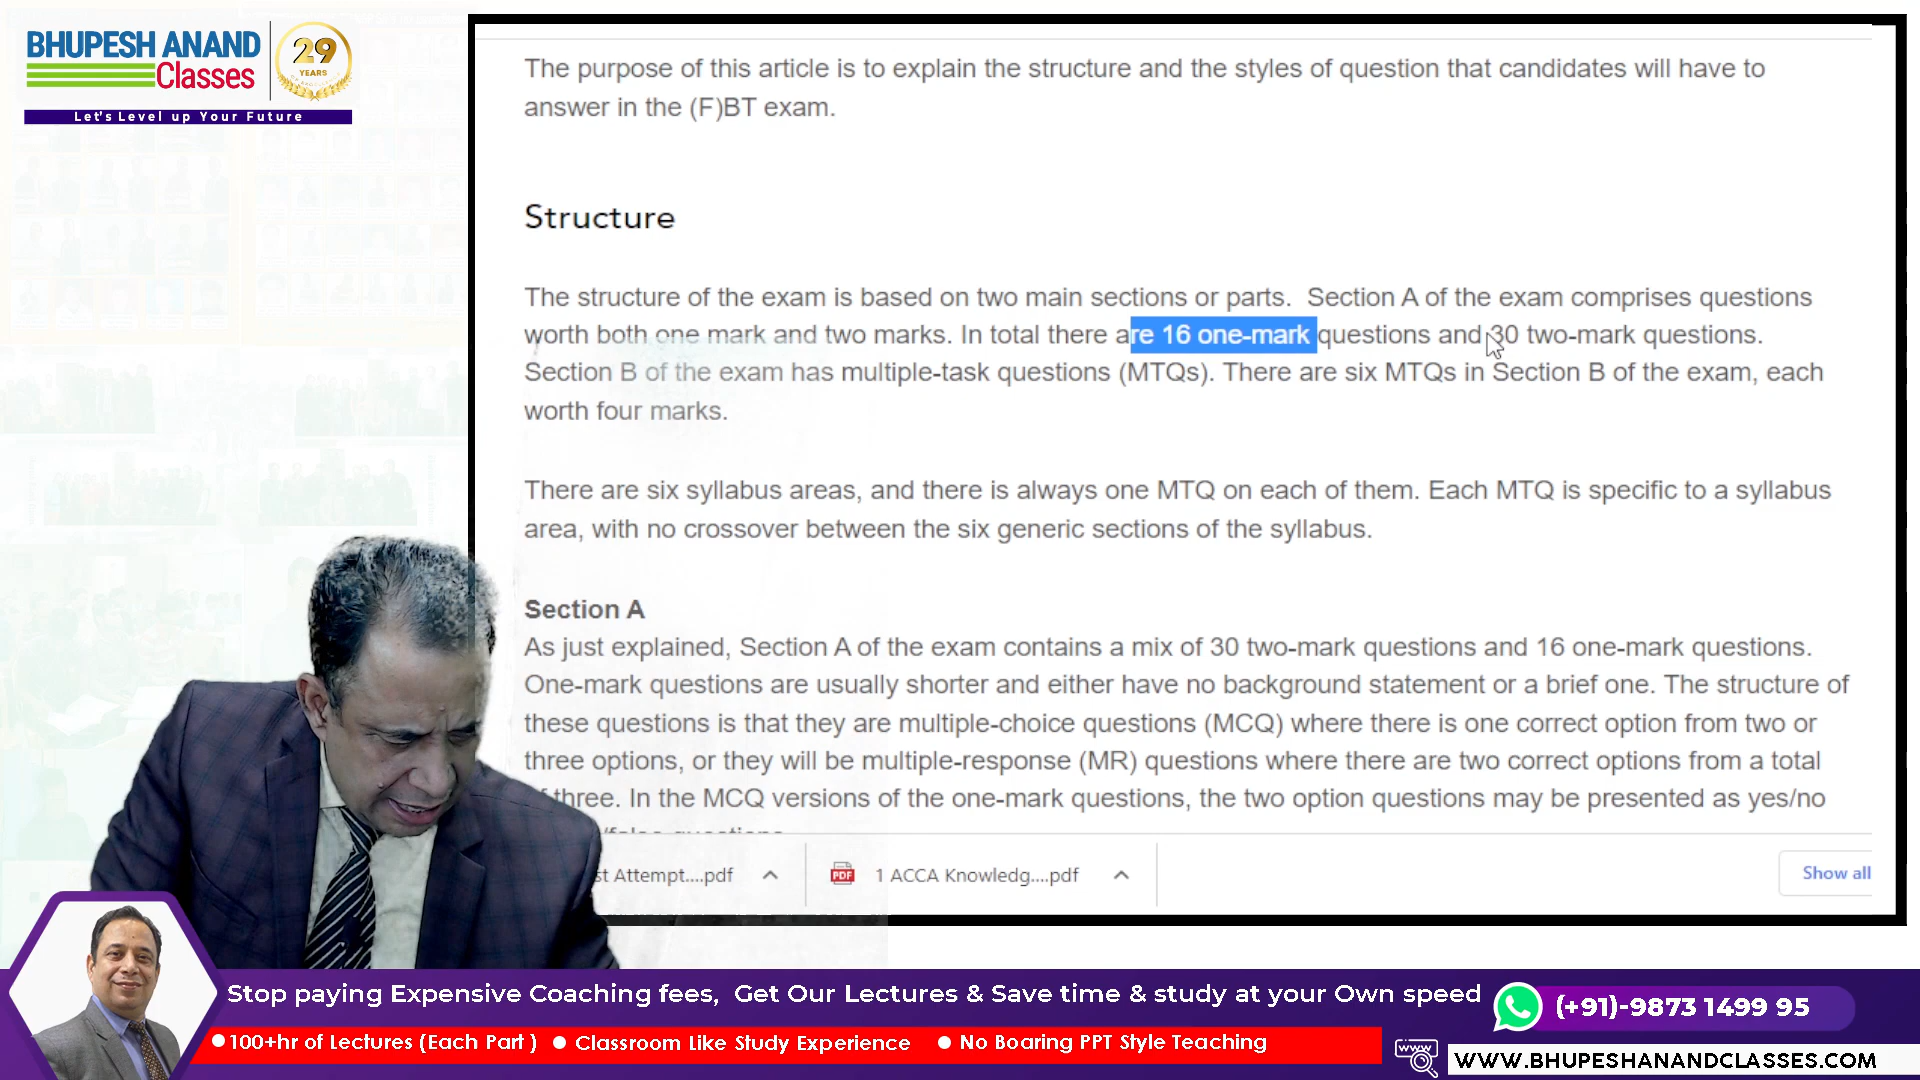 BHUPESH ANAND
Classes
29
YEARS
Let's Level up Your Future
The purpose of this article is to explain the structure and the styles of question that candidates will have to
answer in the (F)BT exam.
Structure
The structure of the exam is based on two main sections or parts.  Section A of the exam comprises questions
worth both one mark and two marks. In total there are 16 one-mark questions and 30 two-mark questions.
Section B of the exam has multiple-task questions (MTQs). There are six MTQs in Section B of the exam, each
worth four marks.
There are six syllabus areas, and there is always one MTQ on each of them. Each MTQ is specific to a syllabus
area, with no crossover between the six generic sections of the syllabus.
Section A
As just explained, Section A of the exam contains a mix of 30 two-mark questions and 16 one-mark questions.
One-mark questions are usually shorter and either have no background statement or a brief one. The structure of
these questions is that they are multiple-choice questions (MCQ) where there is one correct option from two or
three options, or they will be multiple-response (MR) questions where there are two correct options from a total
three. In the MCQ versions of the one-mark questions, the two option questions may be presented as yes/no
st Attempt....pdf
PDF
1 ACCA Knowledg....pdf
Show all
Stop paying Expensive Coaching fees, Get Our Lectures & Save time & study at your Own speed
(+91)-9873 1499 95
100+hr of Lectures (Each Part )
Classroom Like Study Experience
No Boaring PPT Style Teaching
www
WWW.BHUPESHANANDCLASSES.COM